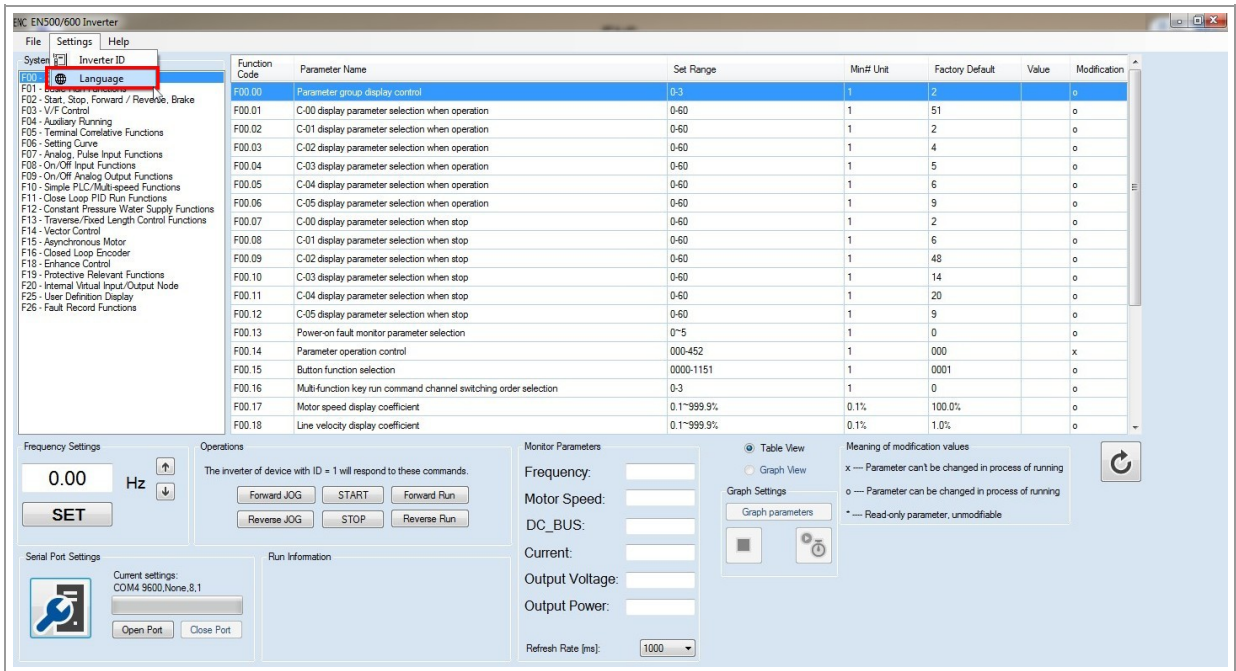 ENC EN500/600 Inverter
File Settings Help
Inverter ID
Language
F02 - Start, Stop, Forward / Reverse, Brake
F03 - V/F Control
F04 - Auxiliary Running
F05 - Terminal Correlative Functions
F06 - Setting Curve
F07 - Analog, Pulse Input Functions
F08 - On/Off Input Functions
F09 - On/Off Analog Output Functions
F10 - Simple PLC/Multi-speed Functions
F11 - Close Loop PID Run Functions
F12 - Constant Pressure Water Supply Functions
F13 - Traverse/Fixed Length Control Functions
F14 - Vector Control
F15 - Asynchronous Motor
F16 - Closed Loop Encoder
F18 - Enhance Control
F19 - Protective Relevant Functions
F20 - Internal Virtual Input/Output Node
F25 - User Definition Display
F26 - Fault Record Functions
Function Code Parameter Name Set Range Min# Unit Factory Default Value Modification
F00.00 Parameter group display control 0-3 1 2 o
F00.01 C-00 display parameter selection when operation 0-60 1 51 o
F00.02 C-01 display parameter selection when operation 0-60 1 2 o
F00.03 C-02 display parameter selection when operation 0-60 1 4 o
F00.04 C-03 display parameter selection when operation 0-60 1 5 o
F00.05 C-04 display parameter selection when operation 0-60 1 6 o
F00.06 C-05 display parameter selection when operation 0-60 1 9 o
F00.07 C-00 display parameter selection when stop 0-60 1 2 o
F00.08 C-01 display parameter selection when stop 0-60 1 6 o
F00.09 C-02 display parameter selection when stop 0-60 1 48 o
F00.10 C-03 display parameter selection when stop 0-60 1 14 o
F00.11 C-04 display parameter selection when stop 0-60 1 20 o
F00.12 C-05 display parameter selection when stop 0-60 1 9 o
F00.13 Power-on fault monitor parameter selection 0~5 1 0 o
F00.14 Parameter operation control 000-452 1 000 x
F00.15 Button function selection 0000-1151 1 0001 o
F00.16 Multi-function key run command channel switching order selection 0-3 1 0 o
F00.17 Motor speed display coefficient 0.1~999.9% 0.1% 100.0% o
F00.18 Line velocity display coefficient 0.1~999.9% 0.1% 1.0% o
Frequency Settings
0.00 Hz
SET
Operations
The inverter of device with ID = 1 will respond to these commands.
Forward JOG START Forward Run
Reverse JOG STOP Reverse Run
Monitor Parameters
Frequency:
Motor Speed:
DC_BUS:
Current:
Output Voltage:
Output Power:
Refresh Rate [ms]: 1000
Table View
Graph View
Graph Settings
Graph parameters
Meaning of modification values
x --- Parameter can't be changed in process of running
o --- Parameter can be changed in process of running
* --- Read-only parameter, unmodifiable
Serial Port Settings
Current settings:
COM4 9600,None,8,1
Open Port Close Port
Run Information